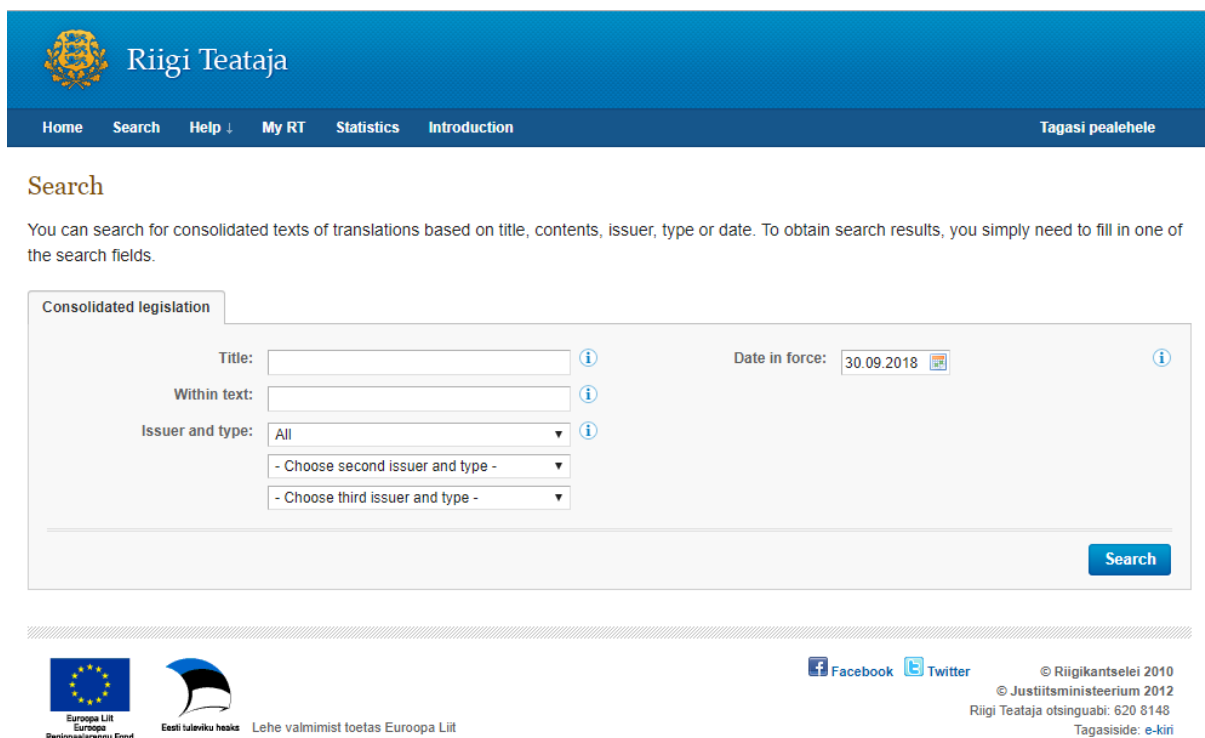 Riigi Teataja
Home Search Help ↓ My RT Statistics Introduction Tagasi pealehele
Search
You can search for consolidated texts of translations based on title, contents, issuer, type or date. To obtain search results, you simply need to fill in one of
the search fields.
Consolidated legislation
Title: Date in force: 30.09.2018
Within text:
Issuer and type: All
- Choose second issuer and type -
- Choose third issuer and type -
Search
Facebook Twitter
© Riigikantselei 2010
© Justiitsministeerium 2012
Riigi Teataja otsinguabi: 620 8148
Tagasiside: e-kiri
Euroopa Liit
Euroopa
Regionaalarengu Fond
Eesti tuleviku heaks
Lehe valmimist toetas Euroopa Liit